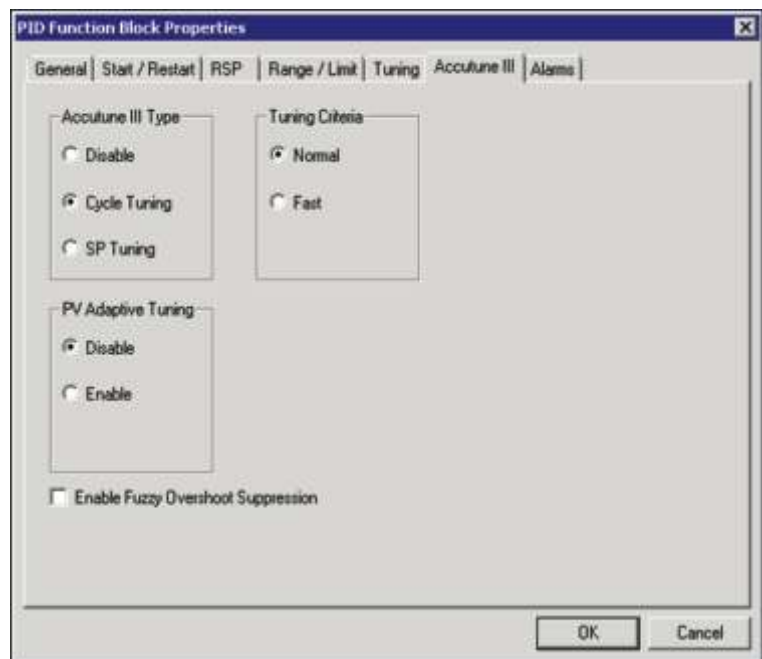 PID Function Block Properties
General Start / Restart RSP Range / Limit Tuning Accutune III Alarms
Accutune III Type
Disable
Cycle Tuning
SP Tuning
Tuning Criteria
Normal
Fast
PV Adaptive Tuning
Disable
Enable
Enable Fuzzy Overshoot Suppression
OK Cancel